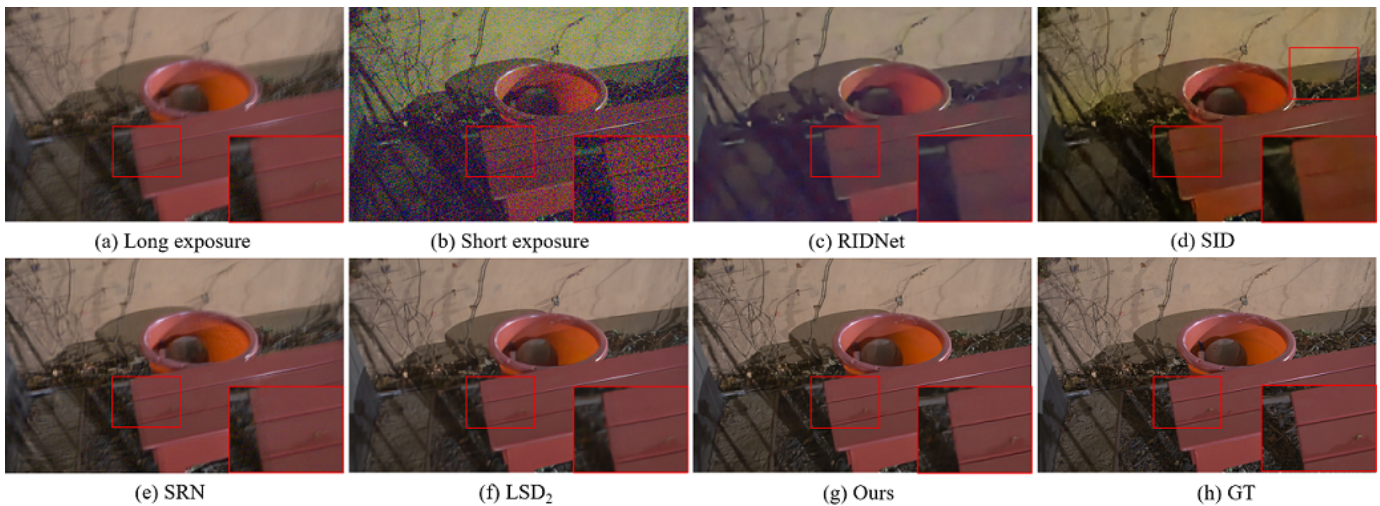 (a) Long exposure
(b) Short exposure
(c) RIDNet
(d) SID
(e) SRN
(f) LSD₂
(g) Ours
(h) GT